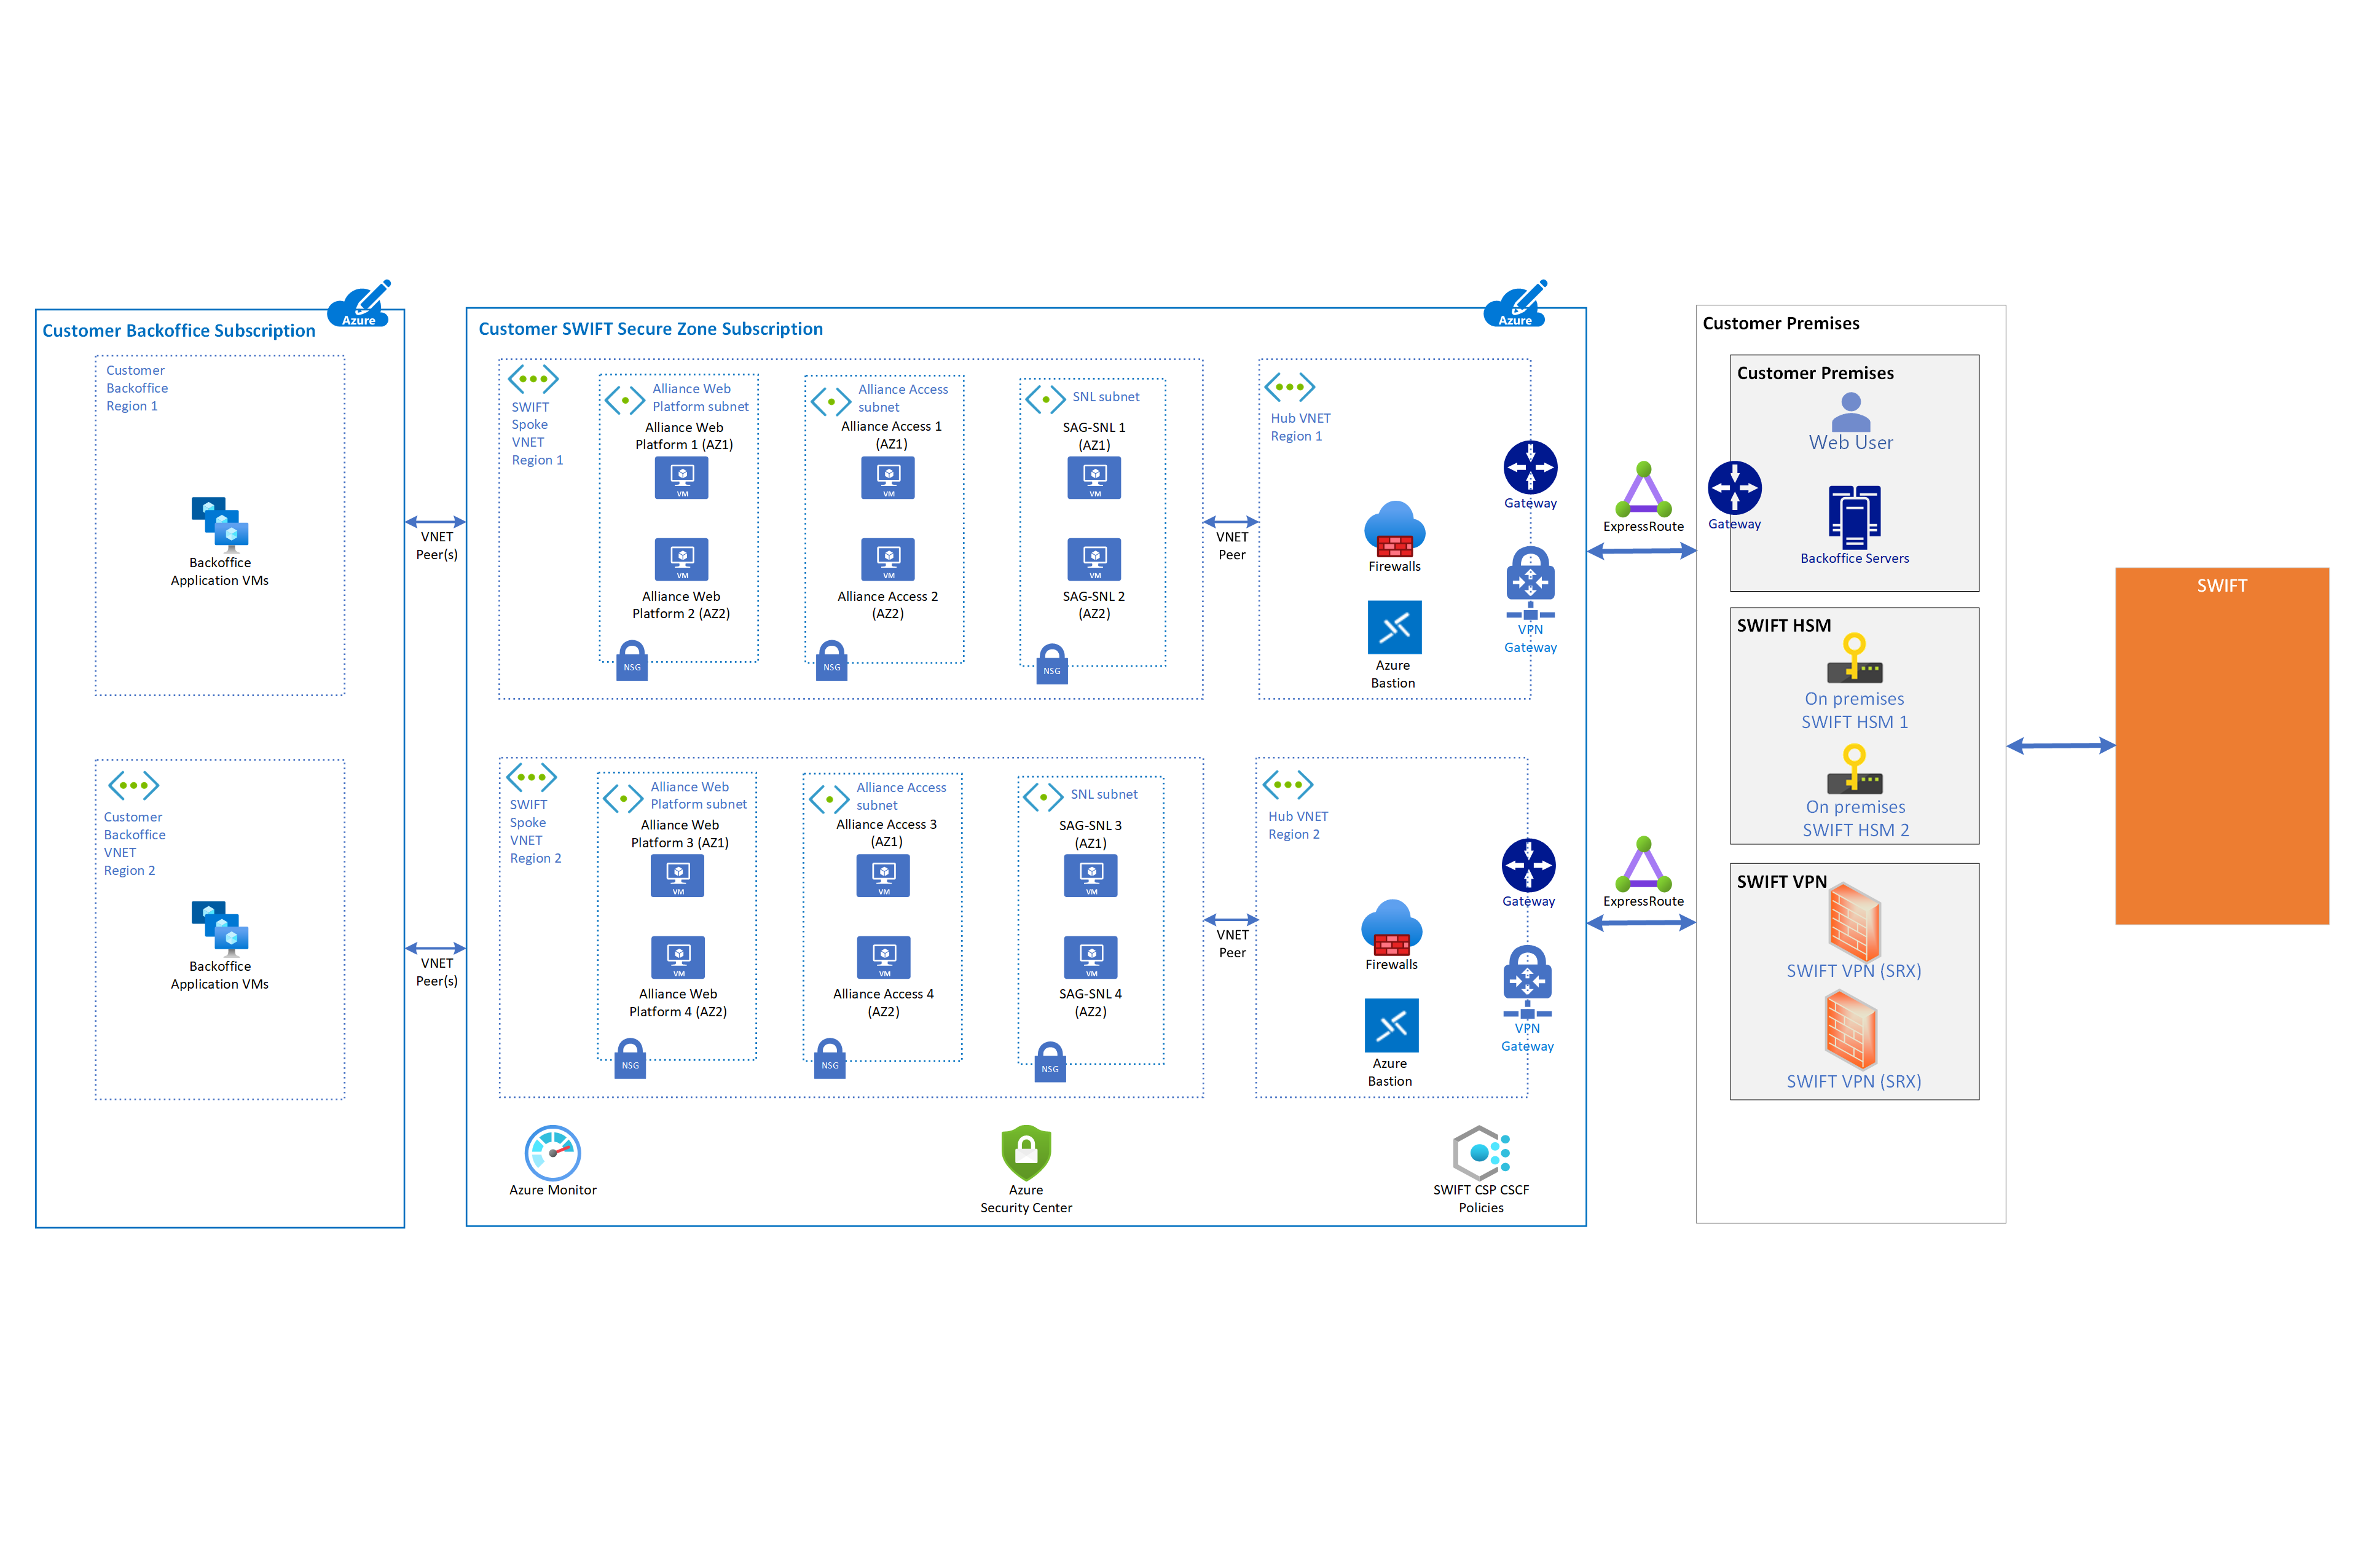 Azure
Customer Backoffice Subscription
Customer
Backoffice
Region 1
Backoffice
Application VMs
Customer
Backoffice
VNET
Region 2
Backoffice
Application VMs
VNET
Peer(s)
VNET
Peer(s)
Azure
Customer SWIFT Secure Zone Subscription
SWIFT
Spoke
VNET
Region 1
Alliance Web
Platform subnet
Alliance Web
Platform 1 (AZ1)
VM
VM
Alliance Web
Platform 2 (AZ2)
NSG
Alliance Access
subnet
Alliance Access 1
(AZ1)
VM
VM
Alliance Access 2
(AZ2)
NSG
SNL subnet
SAG-SNL 1
(AZ1)
VM
VM
SAG-SNL 2
(AZ2)
NSG
VNET
Peer
Hub VNET
Region 1
Firewalls
Azure
Bastion
Gateway
VPN
Gateway
SWIFT
Spoke
VNET
Region 2
Alliance Web
Platform subnet
Alliance Web
Platform 3 (AZ1)
VM
VM
Alliance Web
Platform 4 (AZ2)
NSG
Alliance Access
subnet
Alliance Access 3
(AZ1)
VM
VM
Alliance Access 4
(AZ2)
NSG
SNL subnet
SAG-SNL 3
(AZ1)
VM
VM
SAG-SNL 4
(AZ2)
NSG
VNET
Peer
Hub VNET
Region 2
Firewalls
Azure
Bastion
Gateway
VPN
Gateway
Azure Monitor
Azure
Security Center
SWIFT CSP CSCF
Policies
ExpressRoute
ExpressRoute
Customer Premises
Customer Premises
Web User
Gateway
Backoffice Servers
SWIFT HSM
On premises
SWIFT HSM 1
On premises
SWIFT HSM 2
SWIFT VPN
SWIFT VPN (SRX)
SWIFT VPN (SRX)
SWIFT